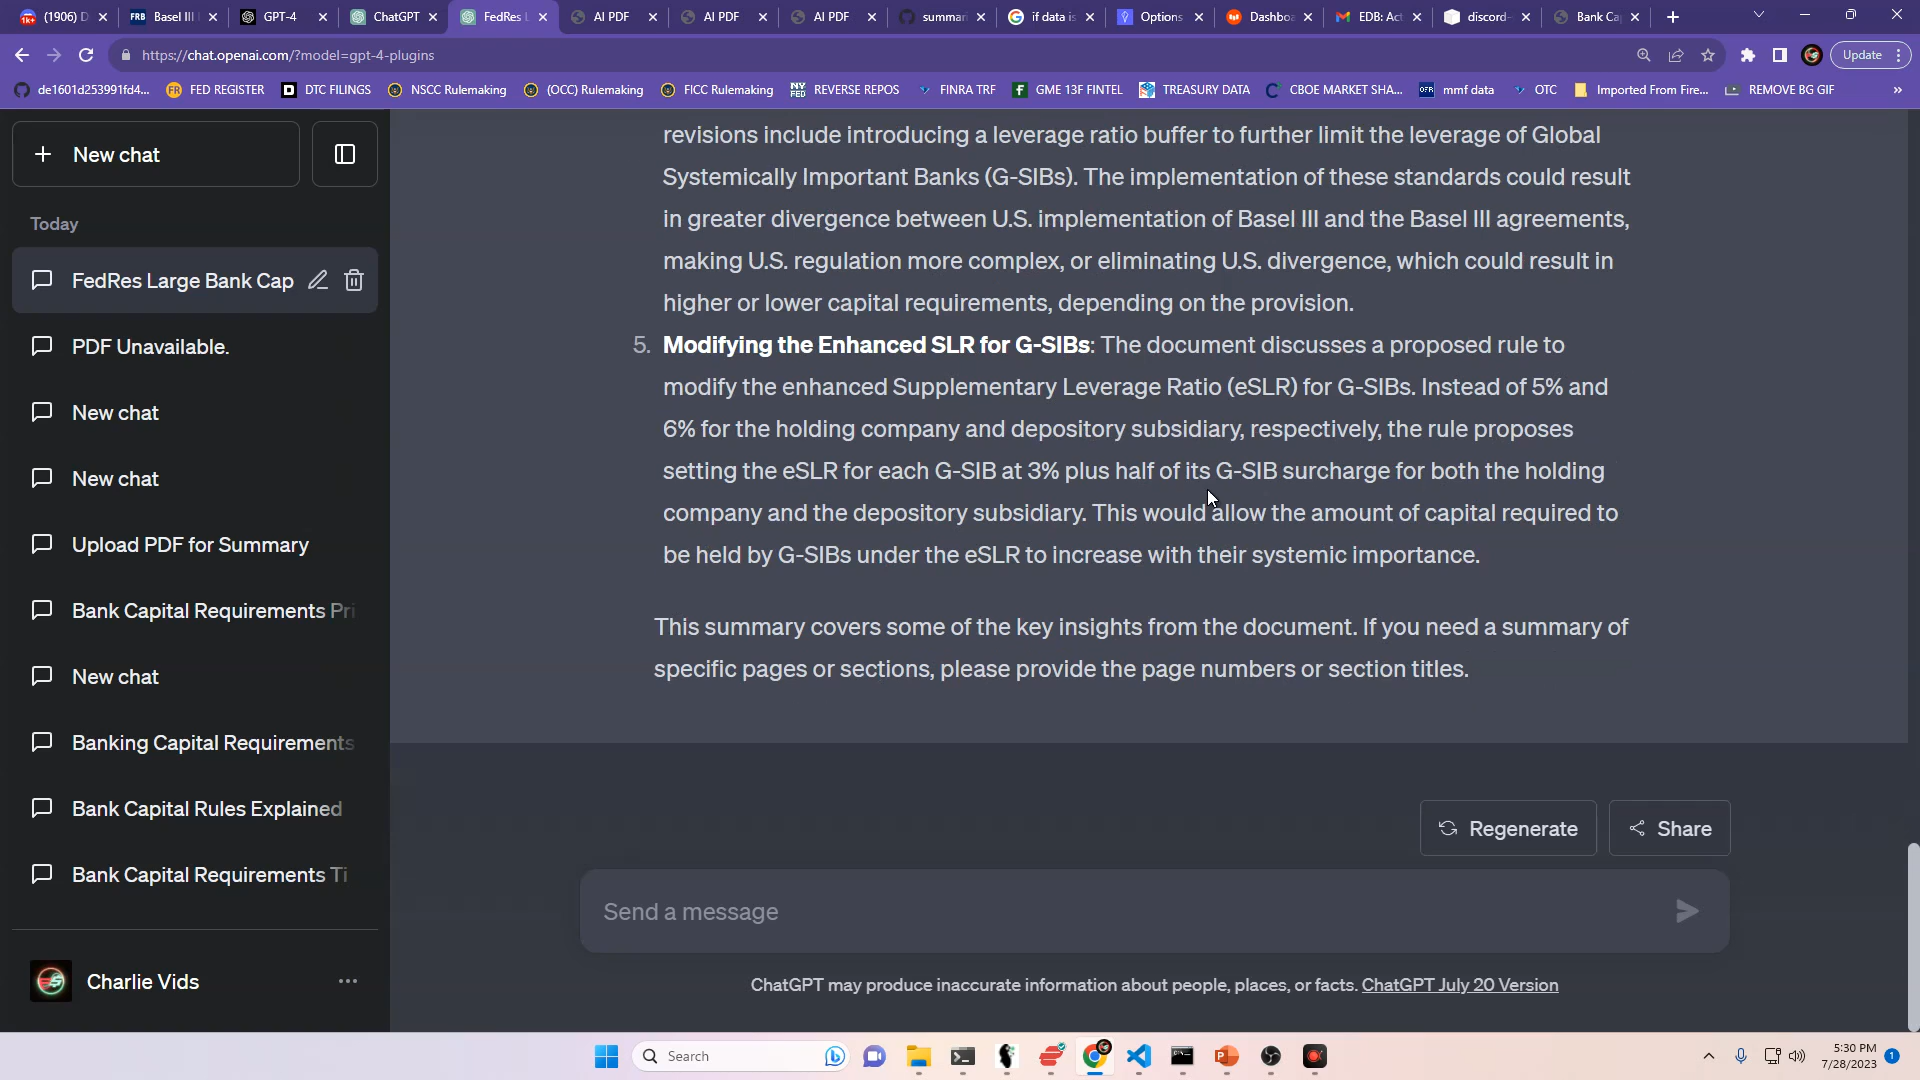 (1906) D
Basel III
GPT-4
ChatGPT
FedRes L
AI PDF
AI PDF
AI PDF
summari
if data is
Options
Dashboa
EDB: Act
discord-
Bank Cap
https://chat.openai.com/?model=gpt-4-plugins
Update
de1601d253991fd4...
FED REGISTER
DTC FILINGS
NSCC Rulemaking
(OCC) Rulemaking
FICC Rulemaking
REVERSE REPOS
FINRA TRF
GME 13F FINTEL
TREASURY DATA
CBOE MARKET SHA...
mmf data
OTC
Imported From Fire...
REMOVE BG GIF
New chat
Today
FedRes Large Bank Cap
PDF Unavailable.
New chat
New chat
Upload PDF for Summary
Bank Capital Requirements Pri
New chat
Banking Capital Requirements
Bank Capital Rules Explained
Bank Capital Requirements Ti
Charlie Vids
revisions include introducing a leverage ratio buffer to further limit the leverage of Global
Systemically Important Banks (G-SIBs). The implementation of these standards could result
in greater divergence between U.S. implementation of Basel III and the Basel III agreements,
making U.S. regulation more complex, or eliminating U.S. divergence, which could result in
higher or lower capital requirements, depending on the provision.
5. Modifying the Enhanced SLR for G-SIBs: The document discusses a proposed rule to
modify the enhanced Supplementary Leverage Ratio (eSLR) for G-SIBs. Instead of 5% and
6% for the holding company and depository subsidiary, respectively, the rule proposes
setting the eSLR for each G-SIB at 3% plus half of its G-SIB surcharge for both the holding
company and the depository subsidiary. This would allow the amount of capital required to
be held by G-SIBs under the eSLR to increase with their systemic importance.
This summary covers some of the key insights from the document. If you need a summary of
specific pages or sections, please provide the page numbers or section titles.
Regenerate
Share
Send a message
ChatGPT may produce inaccurate information about people, places, or facts. ChatGPT July 20 Version
Search
5:30 PM
7/28/2023
1